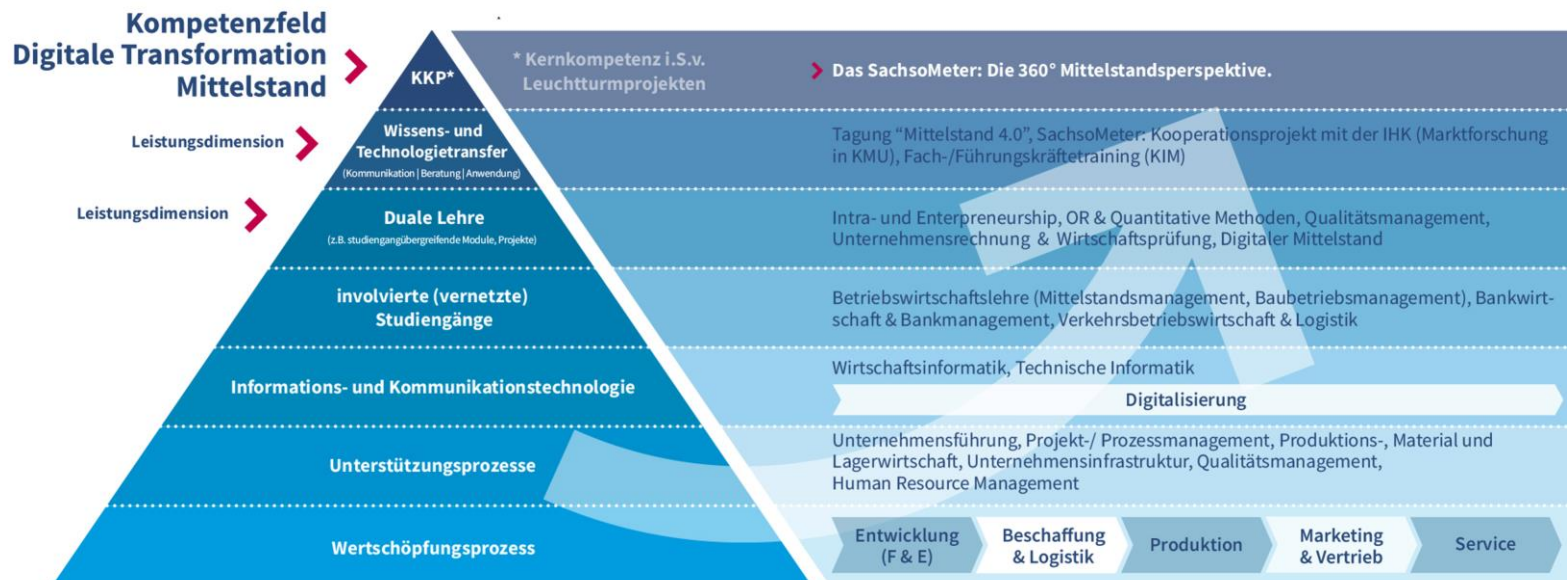 Kompetenzfeld
Digitale Transformation
Mittelstand
KKP*
* Kernkompetenz i.S.v.
Leuchtturmprojekten
Das SachsoMeter: Die 360° Mittelstandsperspektive.
Leistungsdimension
Wissens- und
Technologietransfer
(Kommunikation | Beratung | Anwendung)
Tagung “Mittelstand 4.0”, SachsoMeter: Kooperationsprojekt mit der IHK (Marktforschung
in KMU), Fach-/Führungskräftetraining (KIM)
Leistungsdimension
Duale Lehre
(z.B. studiengangübergreifende Module, Projekte)
Intra- und Enterpreneurship, OR & Quantitative Methoden, Qualitätsmanagement,
Unternehmensrechnung & Wirtschaftsprüfung, Digitaler Mittelstand
involvierte (vernetzte)
Studiengänge
Betriebswirtschaftslehre (Mittelstandsmanagement, Baubetriebsmanagement), Bankwirt-
schaft & Bankmanagement, Verkehrsbetriebswirtschaft & Logistik
Informations- und Kommunikationstechnologie
Wirtschaftsinformatik, Technische Informatik
Digitalisierung
Unterstützungsprozesse
Unternehmensführung, Projekt-/ Prozessmanagement, Produktions-, Material und
Lagerwirtschaft, Unternehmensinfrastruktur, Qualitätsmanagement,
Human Resource Management
Wertschöpfungsprozess
Entwicklung
(F & E)
Beschaffung
& Logistik
Produktion
Marketing
& Vertrieb
Service